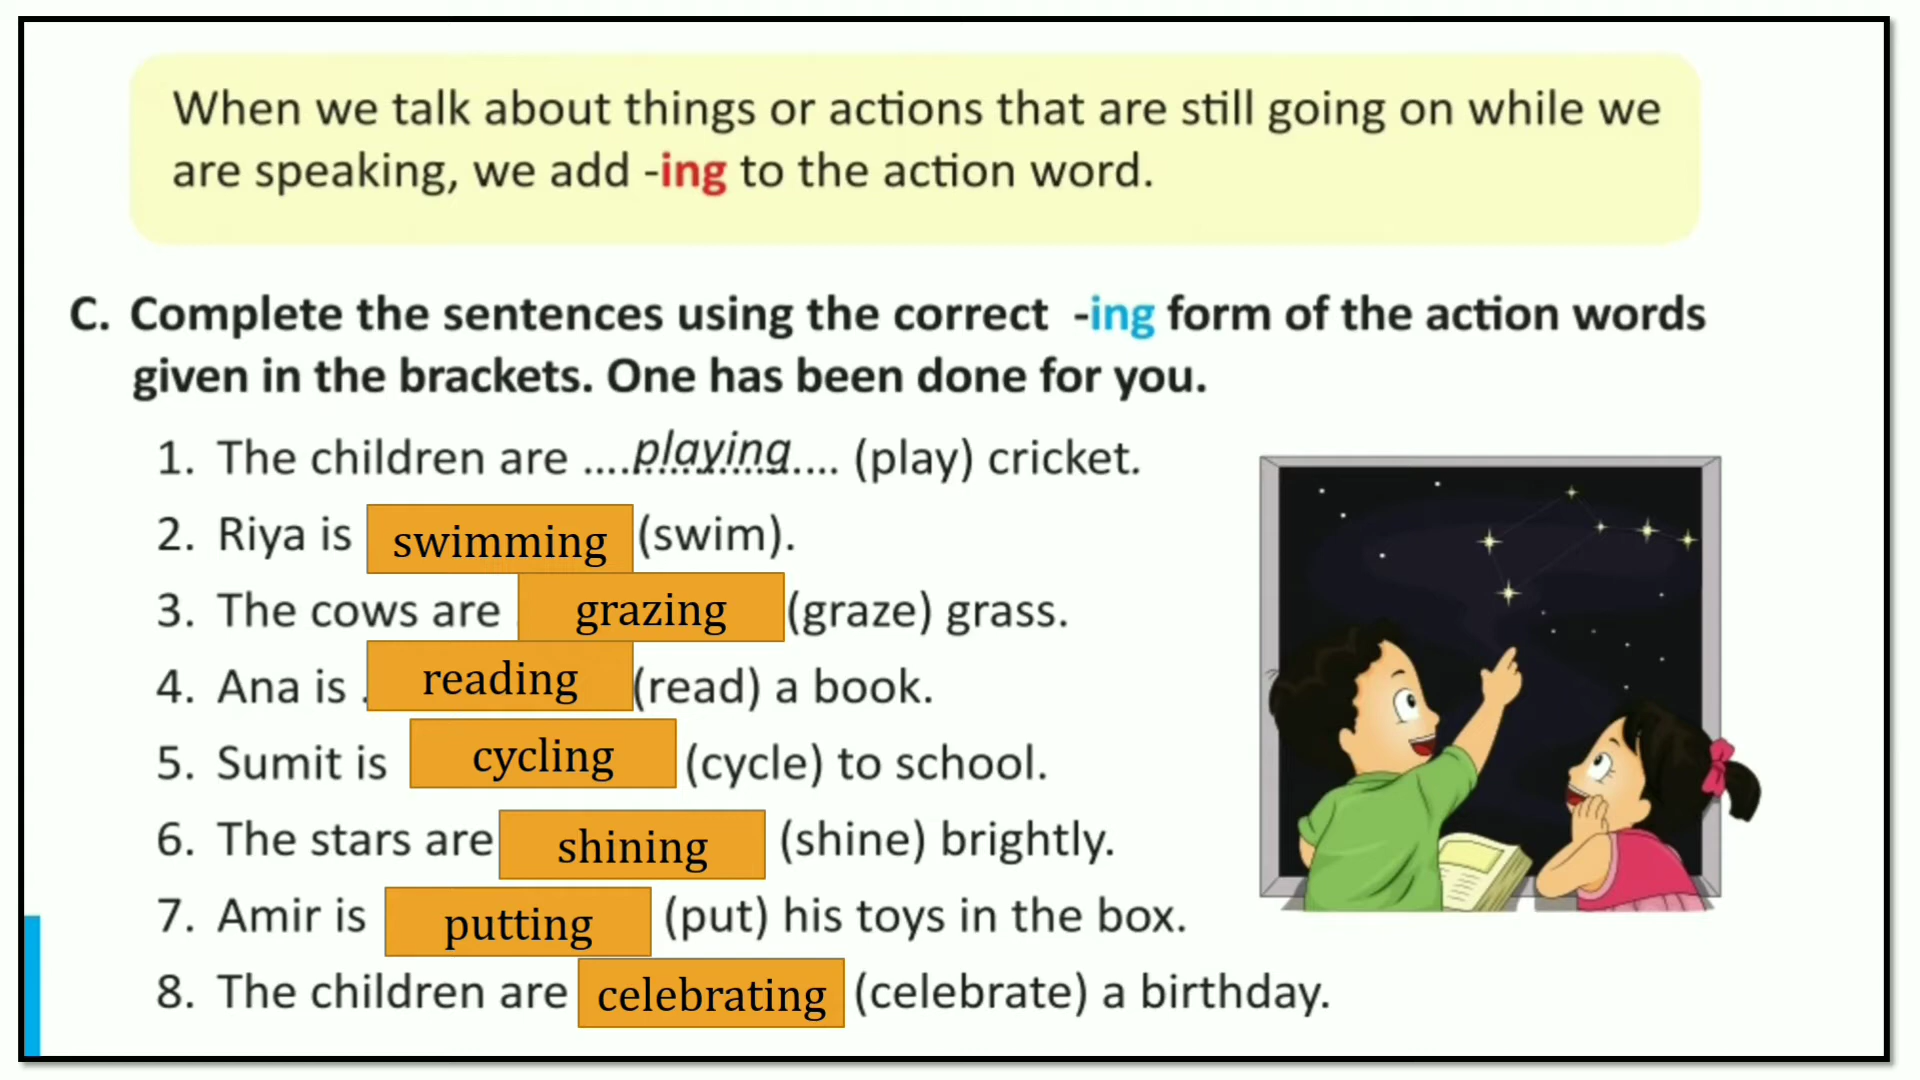 When we talk about things or actions that are still going on while we
are speaking, we add -ing to the action word.
C. Complete the sentences using the correct -ing form of the action words
given in the brackets. One has been done for you.
1. The children are ....playing.... (play) cricket.
2. Riya is swimming (swim).
3. The cows are grazing (graze) grass.
4. Ana is . reading (read) a book.
5. Sumit is cycling (cycle) to school.
6. The stars are shining (shine) brightly.
7. Amir is putting (put) his toys in the box.
8. The children are celebrating (celebrate) a birthday.